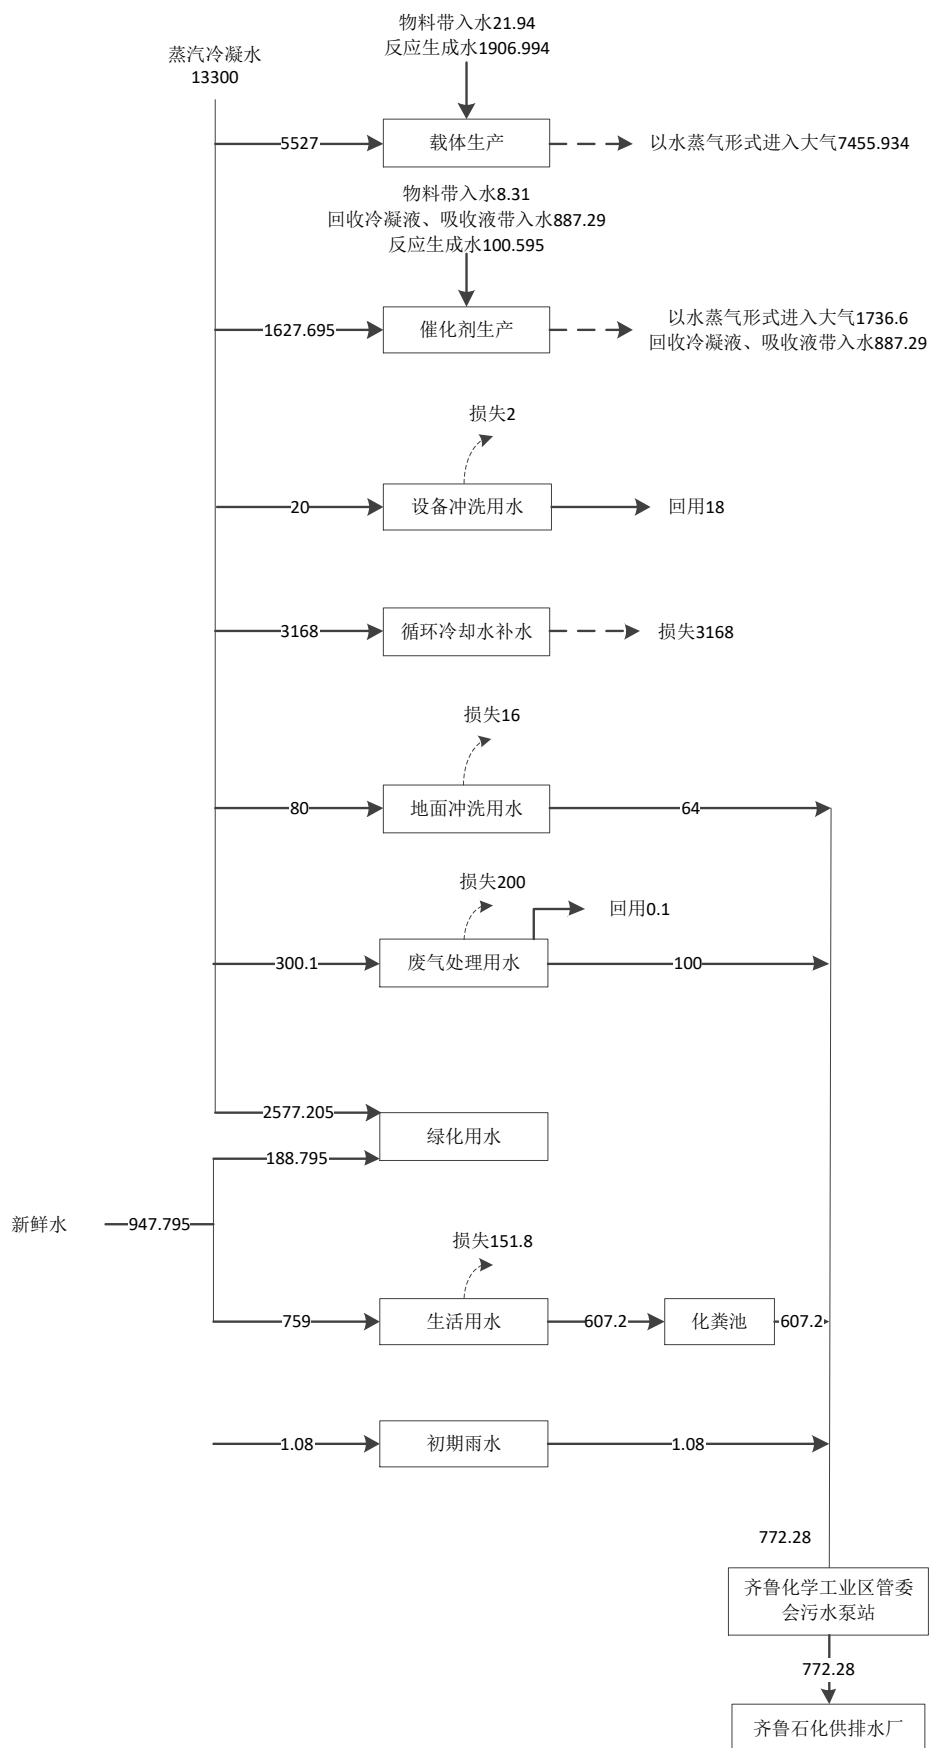 物料带入水21.94
反应生成水1906.994
蒸汽冷凝水
13300
5527
载体生产
以水蒸气形式进入大气7455.934
物料带入水8.31
回收冷凝液、吸收液带入水887.29
反应生成水100.595
1627.695
催化剂生产
以水蒸气形式进入大气1736.6
回收冷凝液、吸收液带入水887.29
损失2
20
设备冲洗用水
回用18
3168
循环冷却水补水
损失3168
损失16
80
地面冲洗用水
64
损失200
回用0.1
300.1
废气处理用水
100
2577.205
绿化用水
188.795
新鲜水
947.795
损失151.8
759
生活用水
607.2
化粪池
607.2
1.08
初期雨水
1.08
772.28
齐鲁化学工业区管委
会污水泵站
772.28
齐鲁石化供排水厂